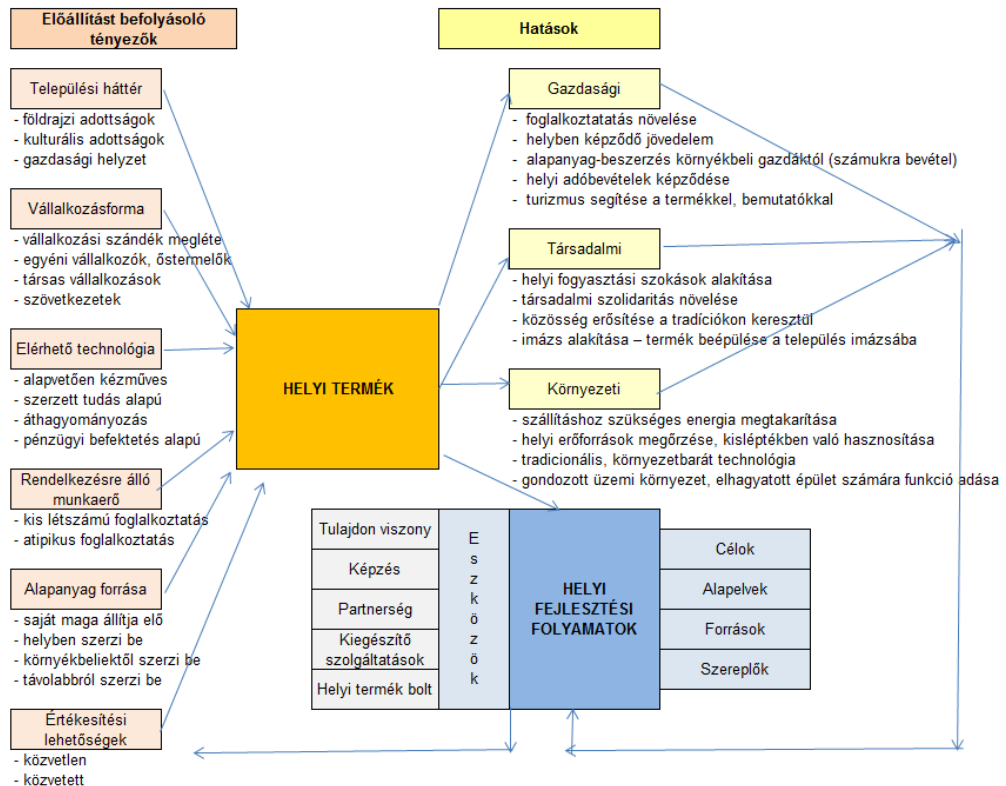 Előállítást befolyásoló
tényezők
Települési háttér
- földrajzi adottságok
- kulturális adottságok
- gazdasági helyzet
Vállalkozásforma
- vállalkozási szándék megléte
- egyéni vállalkozók, őstermelők
- társas vállalkozások
- szövetkezetek
Elérhető technológia
- alapvetően kézműves
- szerzett tudás alapú
- áthagyományozás
- pénzügyi befektetés alapú
Rendelkezésre álló
munkaerő
- kis létszámú foglalkoztatás
- atipikus foglalkoztatás
Alapanyag forrása
- saját maga állítja elő
- helyben szerzi be
- környékbeliektől szerzi be
- távolabbról szerzi be
Értékesítési
lehetőségek
- közvetlen
- közvetett
HELYI TERMÉK
Hatások
Gazdasági
- foglalkoztatatás növelése
- helyben képződő jövedelem
- alapanyag-beszerzés környékbeli gazdáktól (számukra bevétel)
- helyi adóbevételek képződése
- turizmus segítése a termékkel, bemutatókkal
Társadalmi
- helyi fogyasztási szokások alakítása
- társadalmi szolidaritás növelése
- közösség erősítése a tradíciókon keresztül
- imázs alakítása – termék beépülése a település imázsába
Környezeti
- szállításhoz szükséges energia megtakarítása
- helyi erőforrások megőrzése, kisléptékben való hasznosítása
- tradicionális, környezetbarát technológia
- gondozott üzemi környezet, elhagyatott épület számára funkció adása
Tulajdon viszony
Képzés
Partnerség
Kiegészítő
szolgáltatások
Helyi termék bolt
E
s
z
k
ö
z
ö
k
HELYI
FEJLESZTÉSI
FOLYAMATOK
Célok
Alapelvek
Források
Szereplők